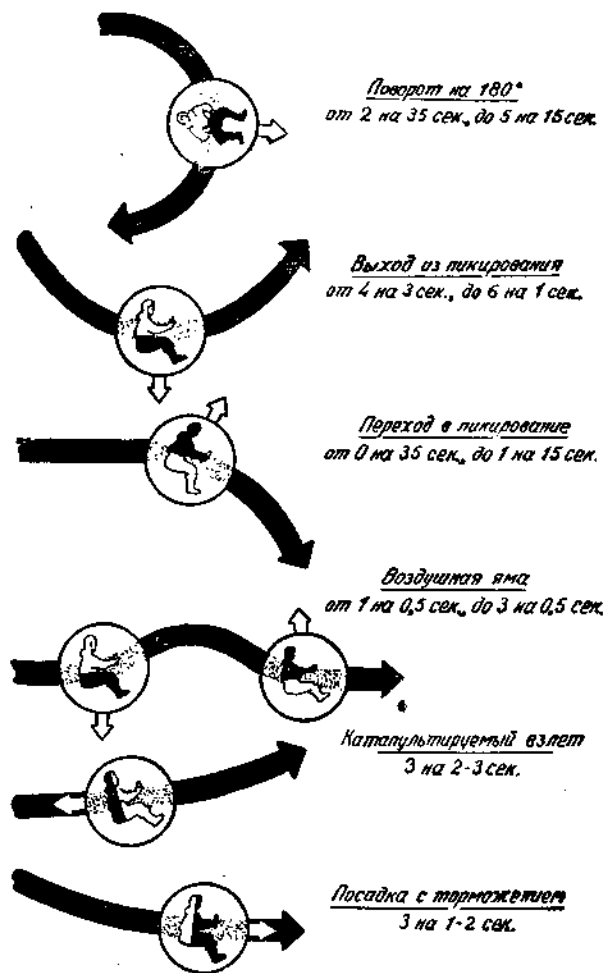 Поворот на 180°
от 2 на 35 сек., до 5 на 15 сек.
Выход из пикирования
от 4 на 3 сек., до 6 на 1 сек.
Переход в пикирование
от 0 на 35 сек., до 1 на 15 сек.
Воздушная яма
от 1 на 0,5 сек., до 3 на 0,5 сек.
Катапультируемый взлет
3 на 2-3 сек.
Посадка с торможением
3 на 1-2 сек.